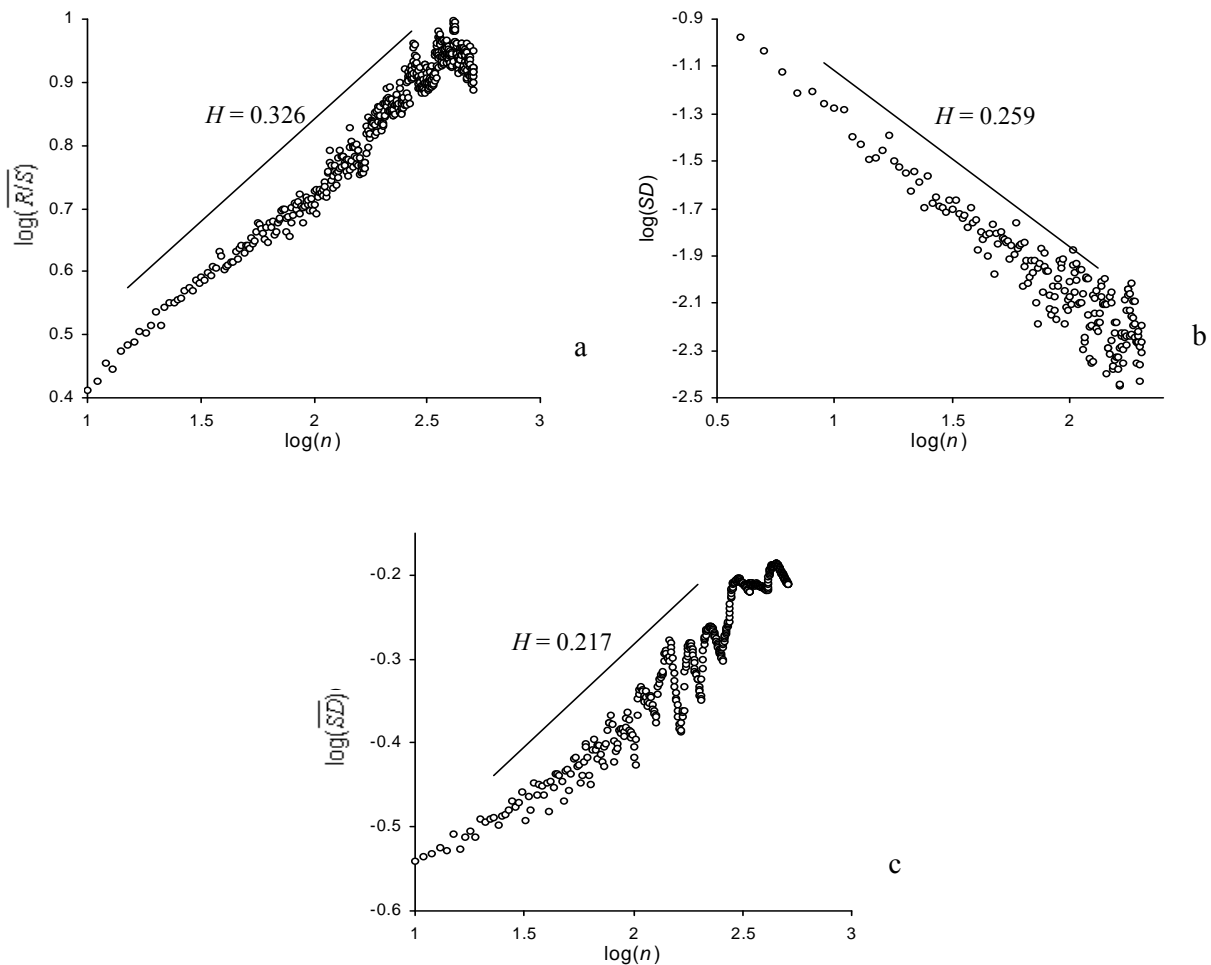 1
0.9
0.8
0.7
0.6
0.5
0.4
log(R/S)
H = 0.326
1 1.5 2 2.5 3
log(n)
a
-0.9
-1.1
-1.3
-1.5
-1.7
-1.9
-2.1
-2.3
-2.5
log(SD)
H = 0.259
0.5 1 1.5 2
log(n)
b
-0.2
-0.3
-0.4
-0.5
-0.6
log(SD)
H = 0.217
1 1.5 2 2.5 3
log(n)
c